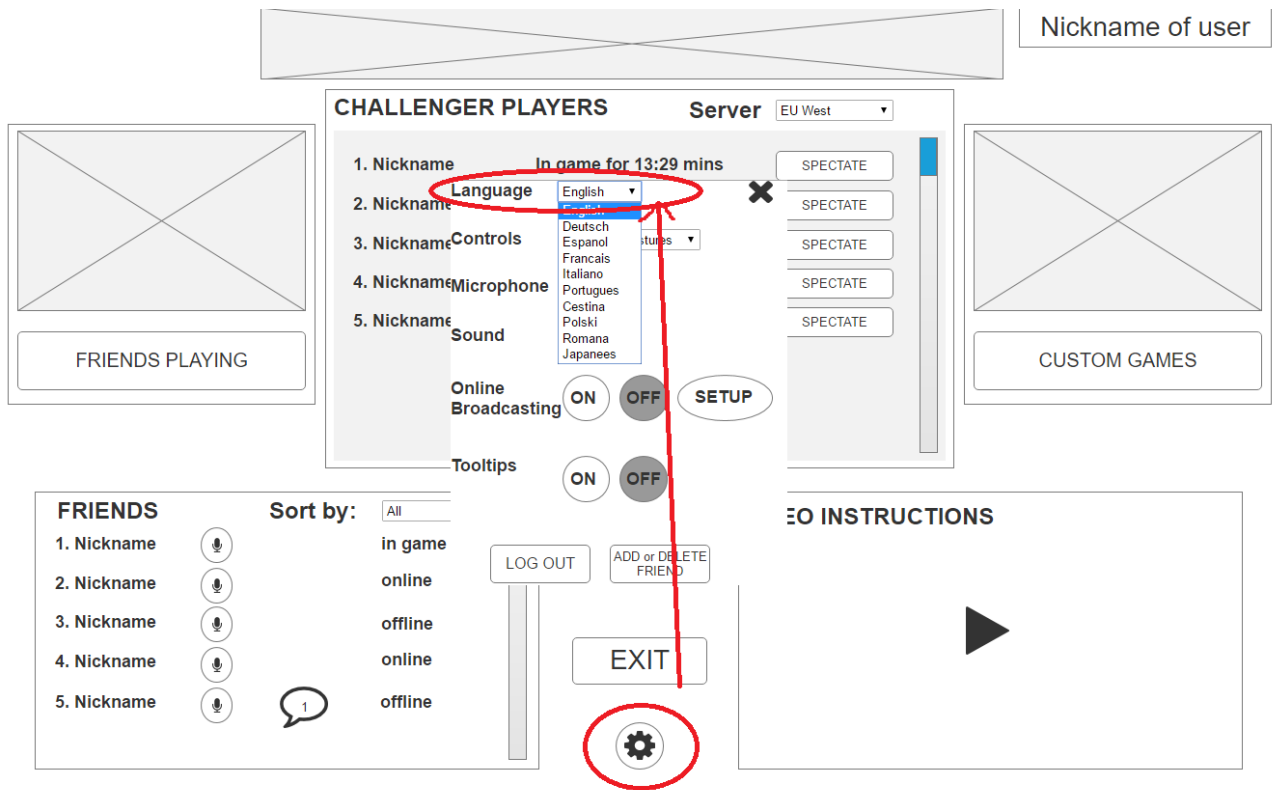 Nickname of user
CHALLENGER PLAYERS
Server
EU West
1. Nickname
In game for 13:29 mins
SPECTATE
2. Nickname
SPECTATE
3. Nickname
SPECTATE
4. Nickname
SPECTATE
5. Nickname
SPECTATE
FRIENDS PLAYING
CUSTOM GAMES
Language
English
English
Deutsch
Espanol
Francais
Italiano
Portugues
Cestina
Polski
Romana
Japanees
Controls
stures
Microphone
Sound
Online
Broadcasting
ON
OFF
SETUP
Tooltips
ON
OFF
LOG OUT
ADD or DELETE
FRIEND
FRIENDS
Sort by:
All
1. Nickname
in game
2. Nickname
online
3. Nickname
offline
4. Nickname
online
5. Nickname
1
offline
EXIT
EO INSTRUCTIONS